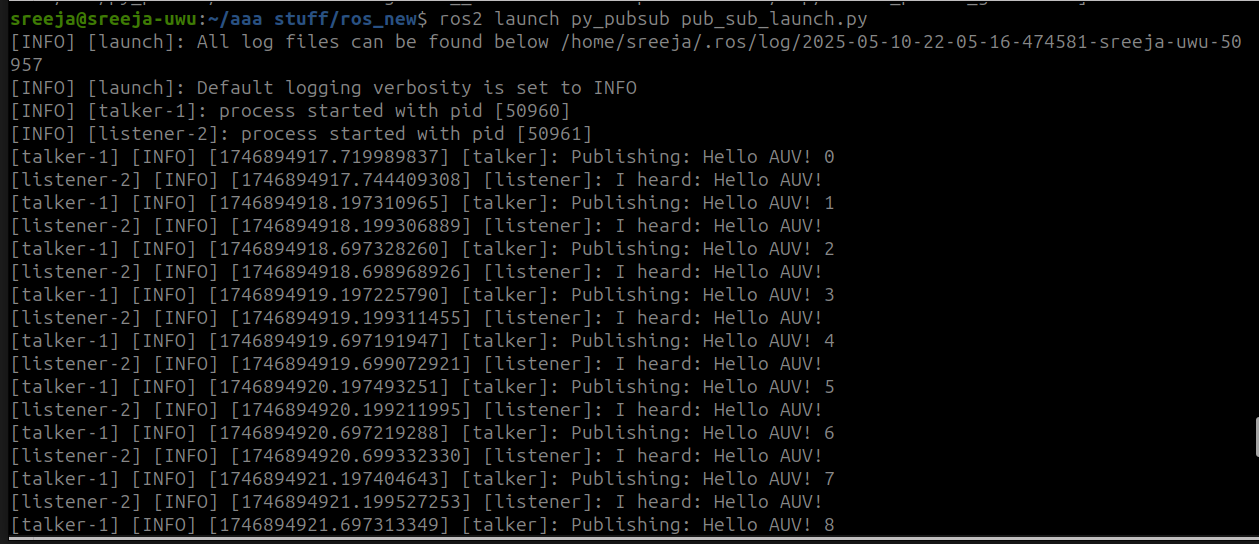 sreeja@sreeja-uwu:~/aaa stuff/ros_new$ ros2 launch py_pubsub pub_sub_launch.py
[INFO] [launch]: All log files can be found below /home/sreeja/.ros/log/2025-05-10-22-05-16-474581-sreeja-uwu-50
957
[INFO] [launch]: Default logging verbosity is set to INFO
[INFO] [talker-1]: process started with pid [50960]
[INFO] [listener-2]: process started with pid [50961]
[talker-1] [INFO] [1746894917.719989837] [talker]: Publishing: Hello AUV! 0
[listener-2] [INFO] [1746894917.744409308] [listener]: I heard: Hello AUV!
[talker-1] [INFO] [1746894918.197310965] [talker]: Publishing: Hello AUV! 1
[listener-2] [INFO] [1746894918.199306889] [listener]: I heard: Hello AUV!
[talker-1] [INFO] [1746894918.697328260] [talker]: Publishing: Hello AUV! 2
[listener-2] [INFO] [1746894918.698968926] [listener]: I heard: Hello AUV!
[talker-1] [INFO] [1746894919.197225790] [talker]: Publishing: Hello AUV! 3
[listener-2] [INFO] [1746894919.199311455] [listener]: I heard: Hello AUV!
[talker-1] [INFO] [1746894919.697191947] [talker]: Publishing: Hello AUV! 4
[listener-2] [INFO] [1746894919.699072921] [listener]: I heard: Hello AUV!
[talker-1] [INFO] [1746894920.197493251] [talker]: Publishing: Hello AUV! 5
[listener-2] [INFO] [1746894920.199211995] [listener]: I heard: Hello AUV!
[talker-1] [INFO] [1746894920.697219288] [talker]: Publishing: Hello AUV! 6
[listener-2] [INFO] [1746894920.699332330] [listener]: I heard: Hello AUV!
[talker-1] [INFO] [1746894921.197404643] [talker]: Publishing: Hello AUV! 7
[listener-2] [INFO] [1746894921.199527253] [listener]: I heard: Hello AUV!
[talker-1] [INFO] [1746894921.697313349] [talker]: Publishing: Hello AUV! 8